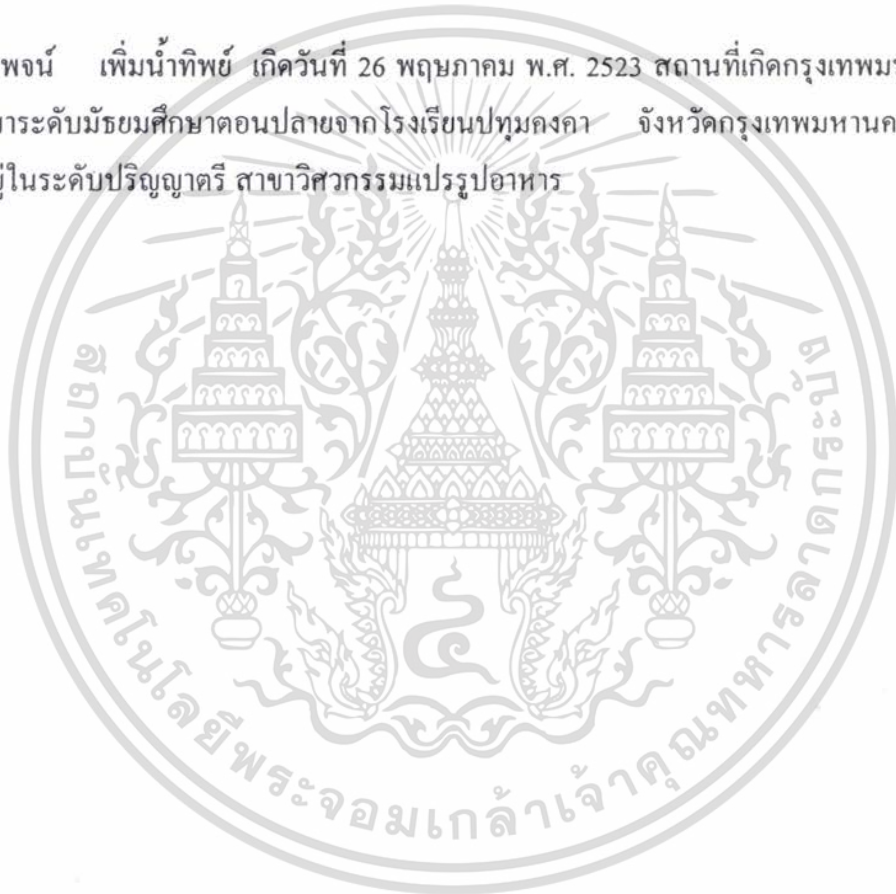 พจน์ เพิ่มน้ำทิพย์ เกิดวันที่ 26 พฤษภาคม พ.ศ. 2523 สถานที่เกิดกรุงเทพม
าระดับมัธยมศึกษาตอนปลายจากโรงเรียนปทุมคงคา จังหวัดกรุงเทพมหานค
ยู่ในระดับปริญญาตรี สาขาวิศวกรรมแปรรูปอาหาร
๔
สถาบันเทคโนโลยีพระจอมเกล้าเจ้าคุณทหารลาดกระบัง